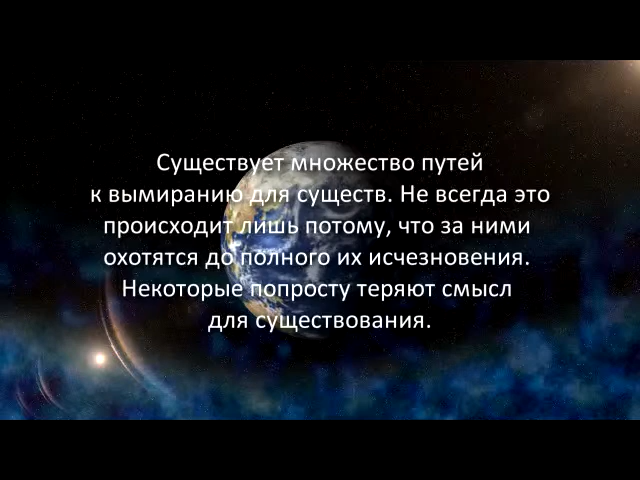 Существует множество путей
к вымиранию для существ. Не всегда это
происходит лишь потому, что за ними
охотятся до полного их исчезновения.
Некоторые попросту теряют смысл
для существования.